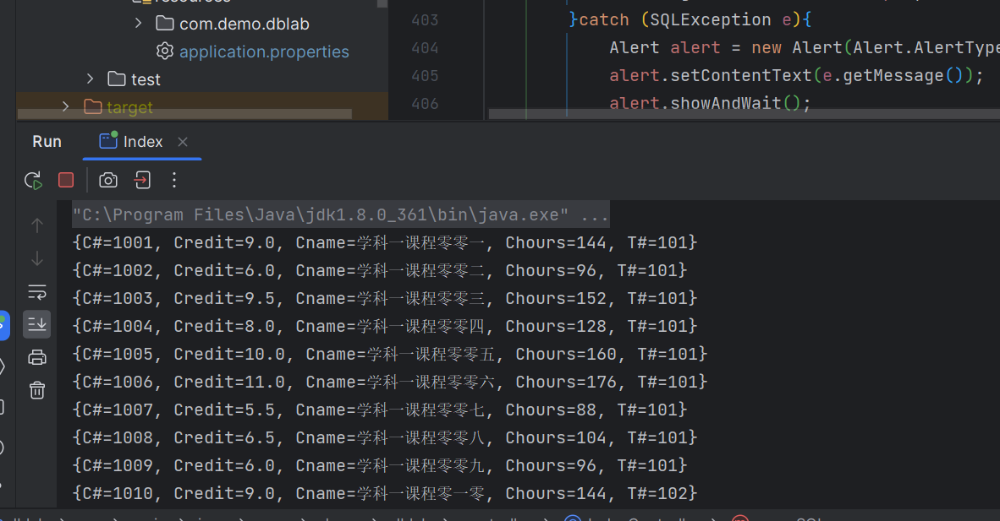 com.demo.dblab
application.properties
test
target
403 }catch (SQLException e){
404 Alert alert = new Alert(Alert.AlertType
405 alert.setContentText(e.getMessage());
406 alert.showAndWait();
Run Index
"C:\Program Files\Java\jdk1.8.0_361\bin\java.exe" ...
{C#=1001, Credit=9.0, Cname=学科一课程零零一, Chours=144, T#=101}
{C#=1002, Credit=6.0, Cname=学科一课程零零二, Chours=96, T#=101}
{C#=1003, Credit=9.5, Cname=学科一课程零零三, Chours=152, T#=101}
{C#=1004, Credit=8.0, Cname=学科一课程零零四, Chours=128, T#=101}
{C#=1005, Credit=10.0, Cname=学科一课程零零五, Chours=160, T#=101}
{C#=1006, Credit=11.0, Cname=学科一课程零零六, Chours=176, T#=101}
{C#=1007, Credit=5.5, Cname=学科一课程零零七, Chours=88, T#=101}
{C#=1008, Credit=6.5, Cname=学科一课程零零八, Chours=104, T#=101}
{C#=1009, Credit=6.0, Cname=学科一课程零零九, Chours=96, T#=101}
{C#=1010, Credit=9.0, Cname=学科一课程零一零, Chours=144, T#=102}